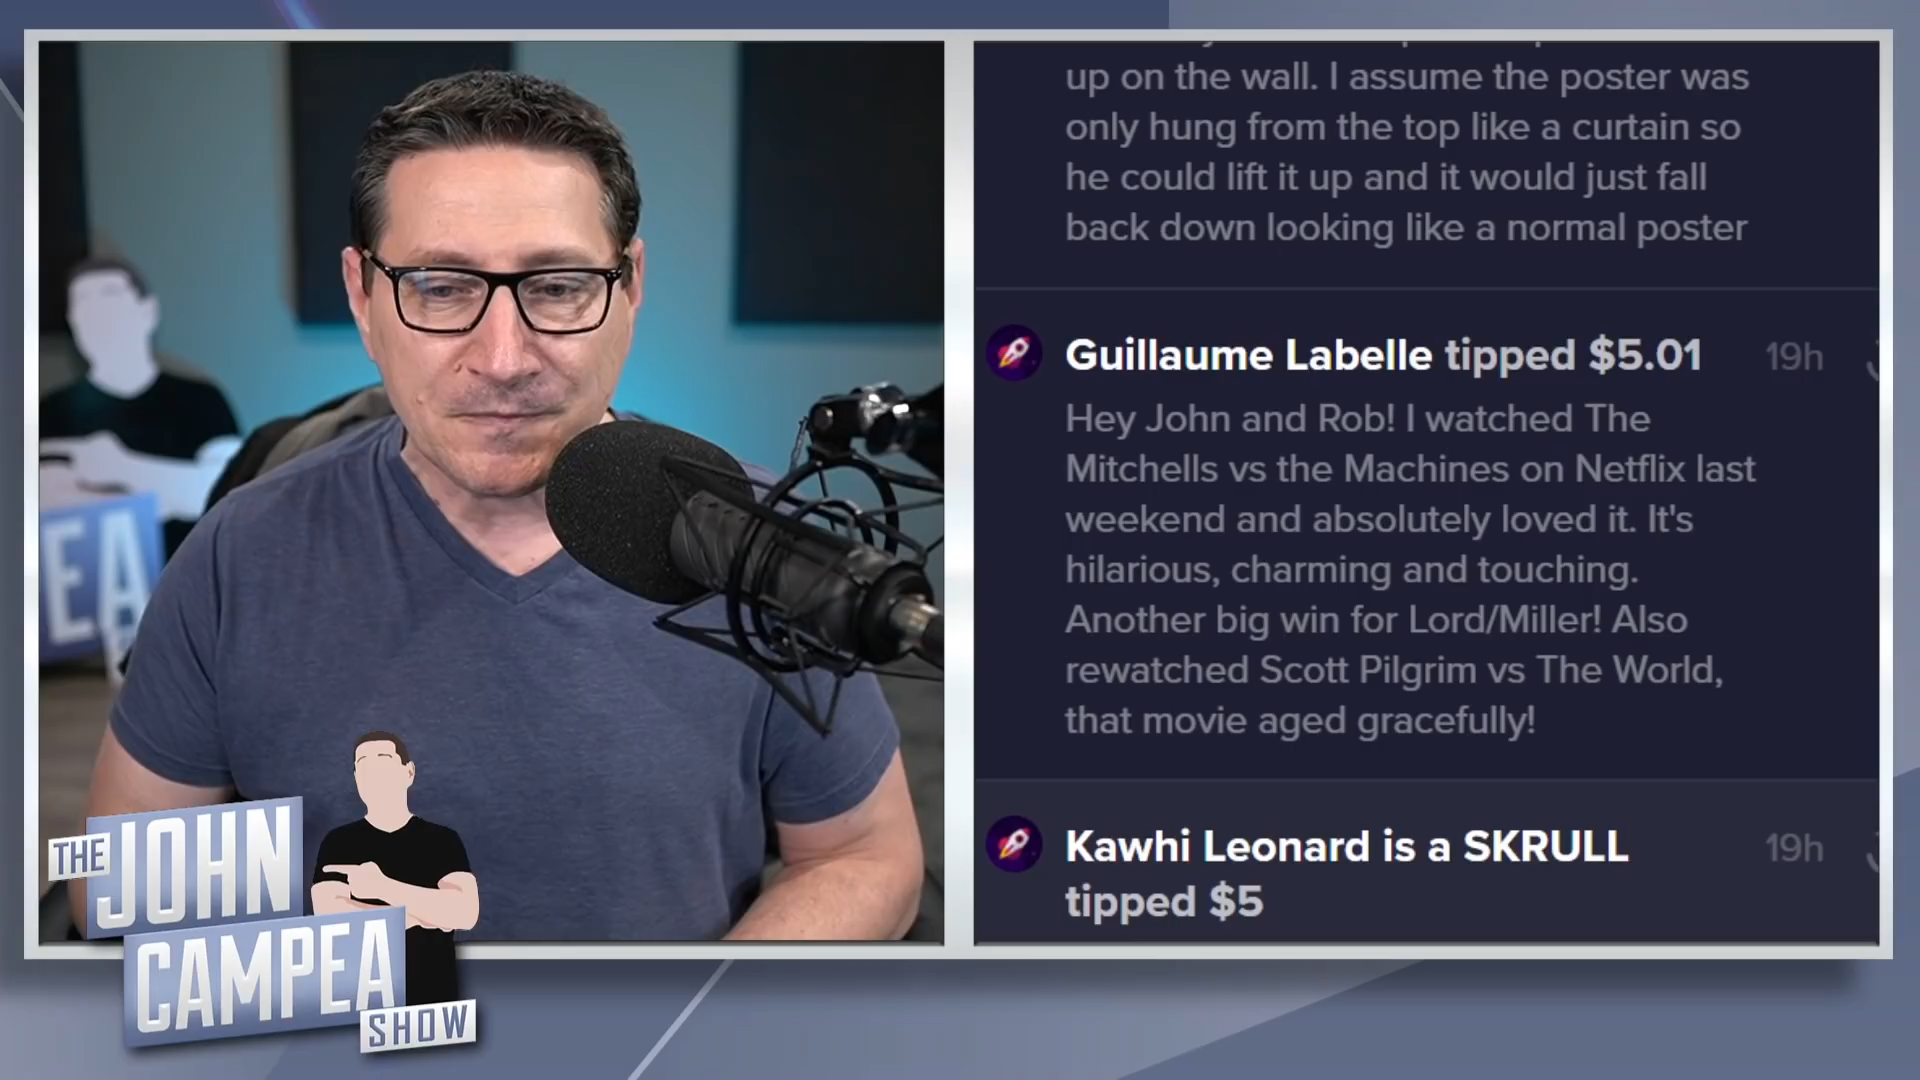 up on the wall. I assume the poster was
only hung from the top like a curtain so
he could lift it up and it would just fall
back down looking like a normal poster
Guillaume Labelle tipped $5.01 19h
Hey John and Rob! I watched The
Mitchells vs the Machines on Netflix last
weekend and absolutely loved it. It's
hilarious, charming and touching.
Another big win for Lord/Miller! Also
rewatched Scott Pilgrim vs The World,
that movie aged gracefully!
Kawhi Leonard is a SKRULL 19h
tipped $5
EA
THE
JOHN
CAMPEA
SHOW